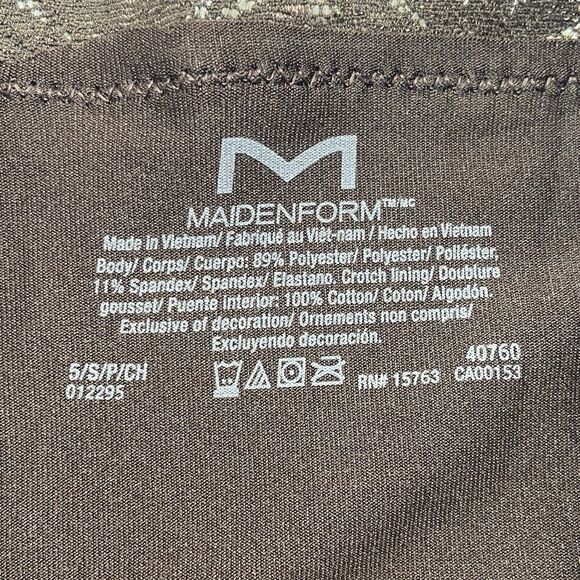 M
MAIDENFORM™/MC
Made in Vietnam/ Fabriqué au Viêt-nam / Hecho en Vietnam
Body/ Corps/ Cuerpo: 89% Polyester/ Polyester/ Poliéster,
11% Spandex/ Spandex/ Elastano. Crotch lining/ Doublure
gousset/ Puente Interior: 100% Cotton/ Coton/ Algodón.
Exclusive of decoration/ Ornements non compris/
Excluyendo decoración.
5/S/P/CH
012295
RN# 15763
40760
CA00153